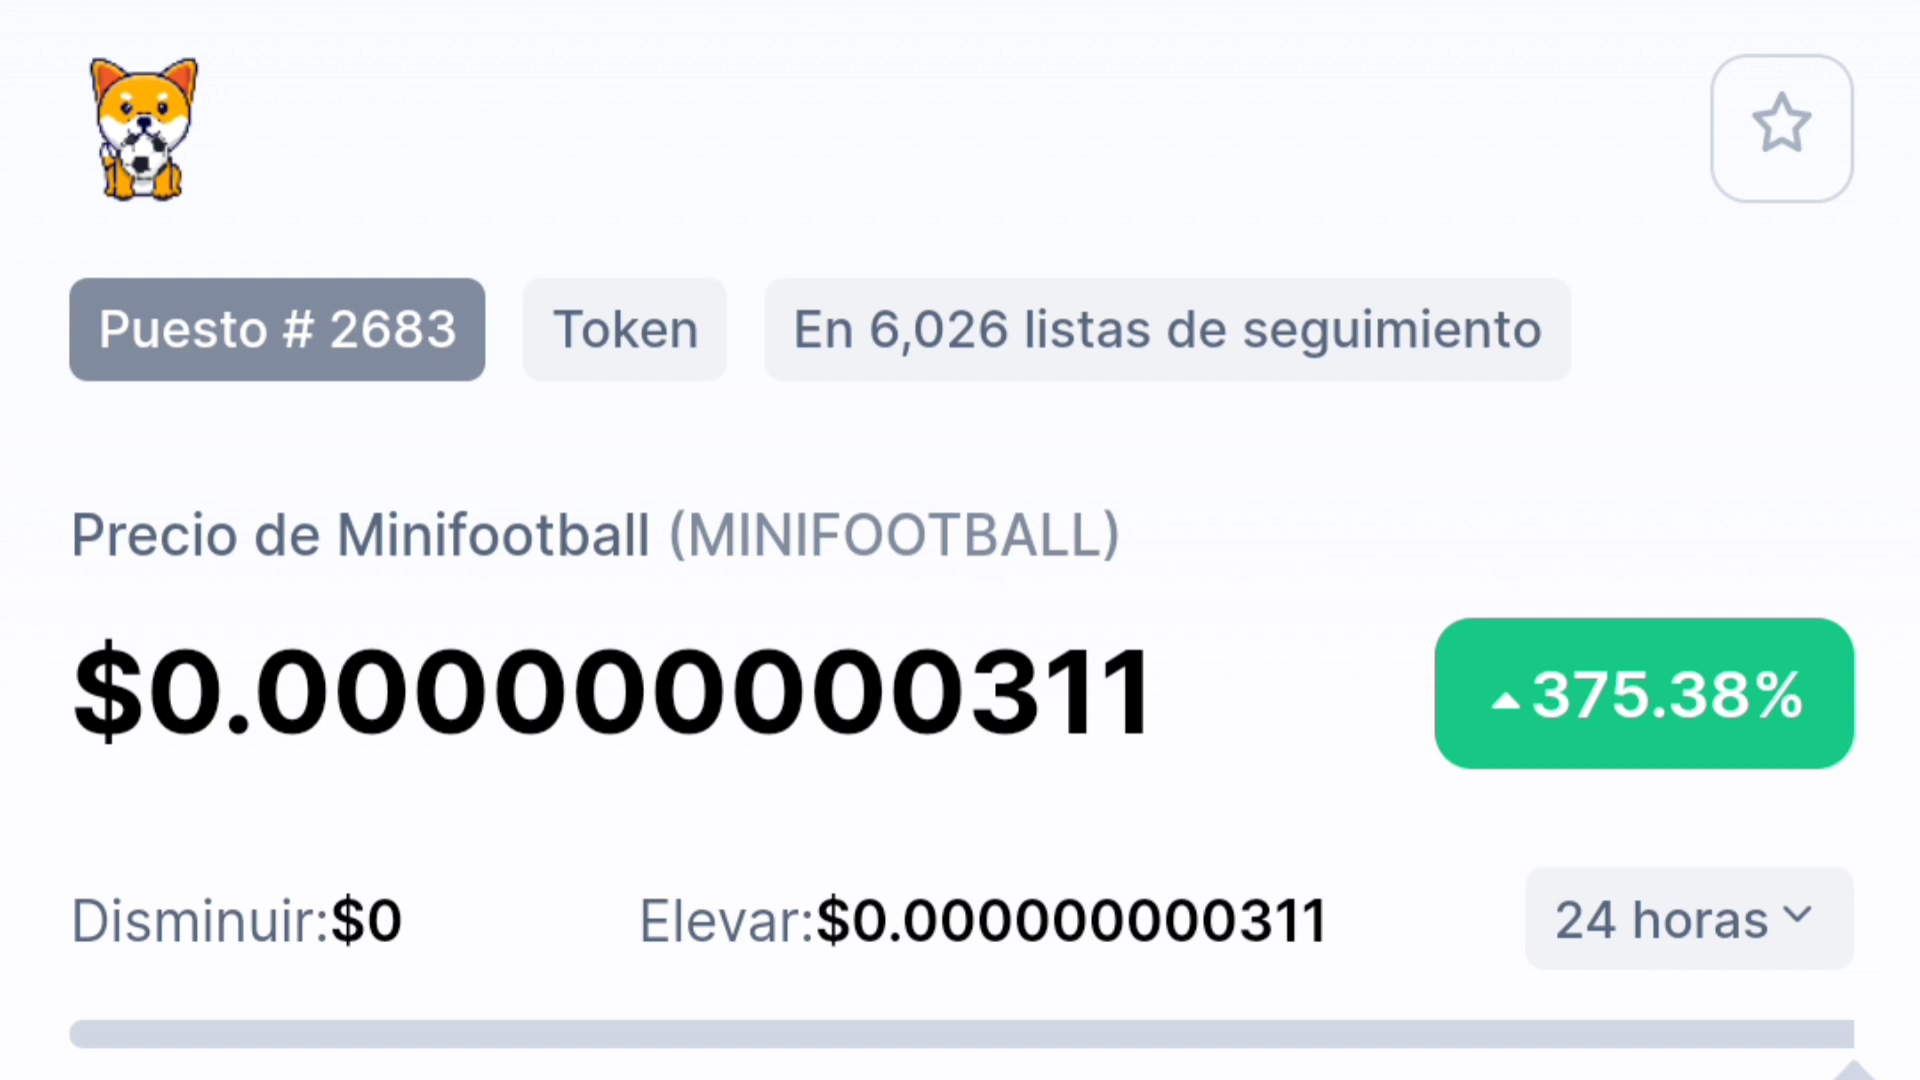 Puesto # 2683
Token
En 6,026 listas de seguimiento
Precio de Minifootball (MINIFOOTBALL)
$0.000000000311
375.38%
Disminuir:$0
Elevar:$0.000000000311
24 horas